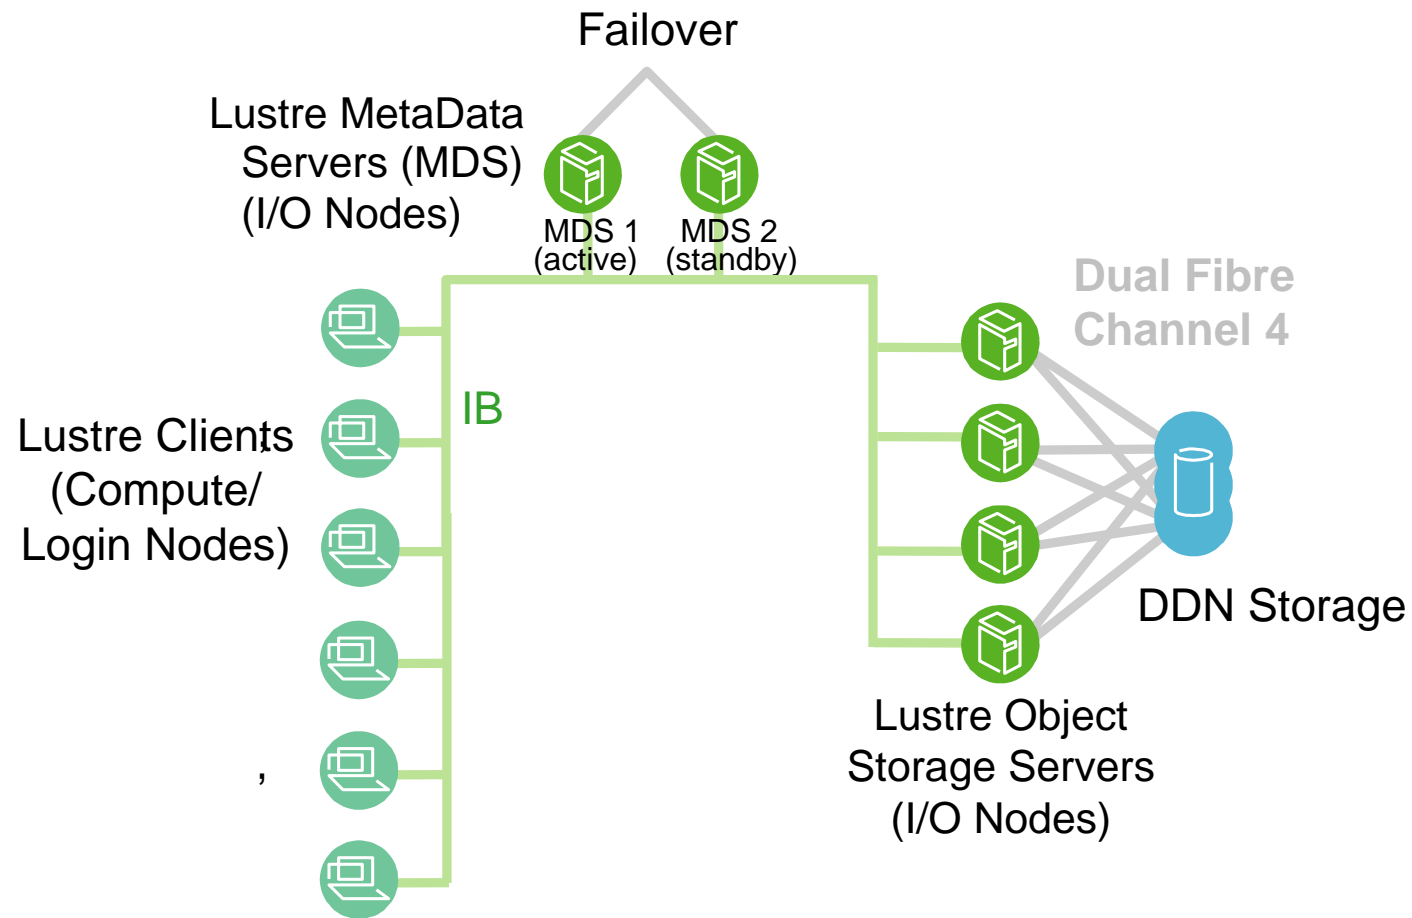 Failover
Lustre MetaData
Servers (MDS)
(I/O Nodes)
MDS 1
(active)
MDS 2
(standby)
Dual Fibre
Channel 4
IB
Lustre Clients
,
(Compute/
Login Nodes)
DDN Storage
Lustre Object
Storage Servers
(I/O Nodes)
,